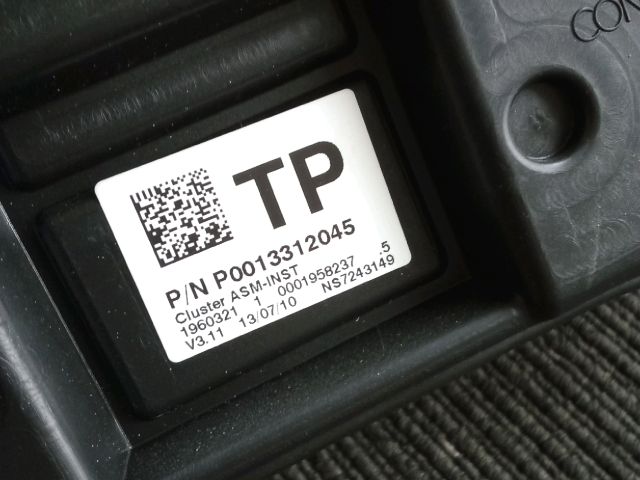 TP
P/N P0013312045
Cluster ASM-INST .5
1960321 1 0001958237
V3.11 13/07/10 NS7243149